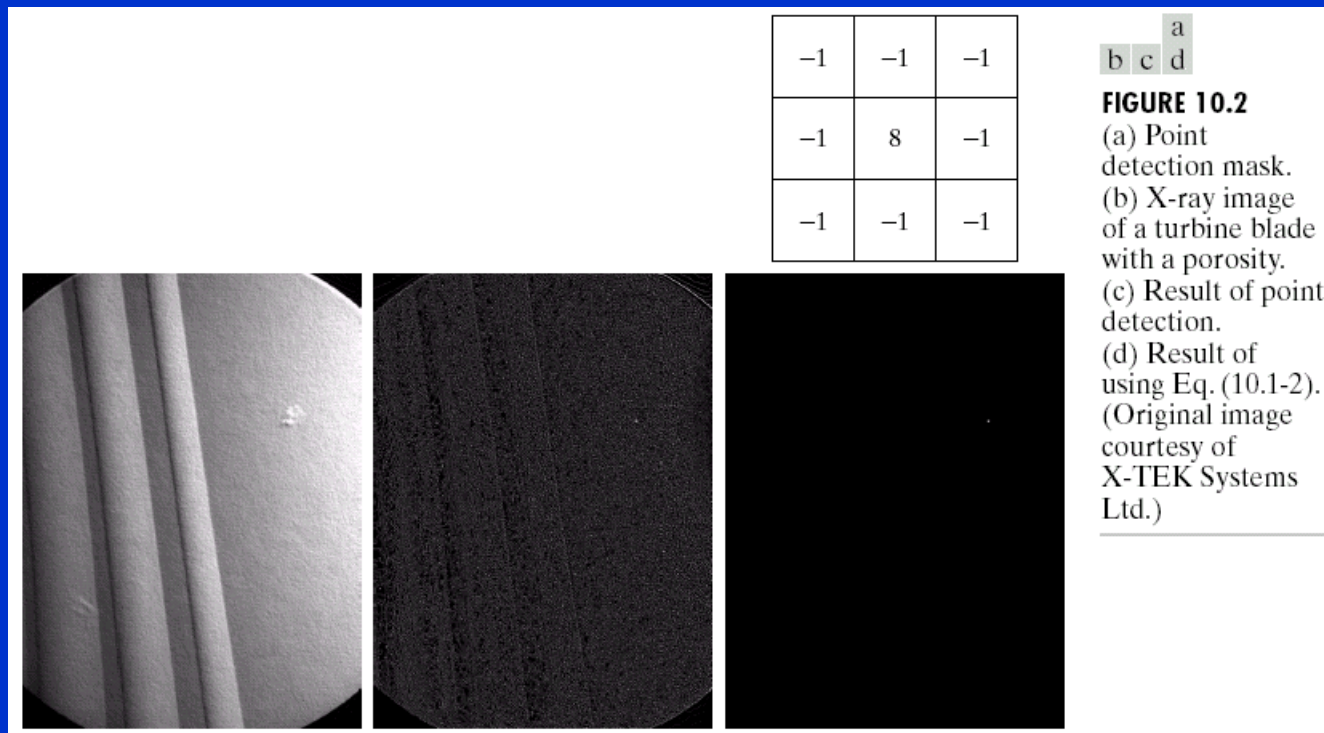 −1 −1 −1
−1 8 −1
−1 −1 −1
a
b c d
FIGURE 10.2
(a) Point
detection mask.
(b) X-ray image
of a turbine blade
with a porosity.
(c) Result of point
detection.
(d) Result of
using Eq. (10.1-2).
(Original image
courtesy of
X-TEK Systems
Ltd.)